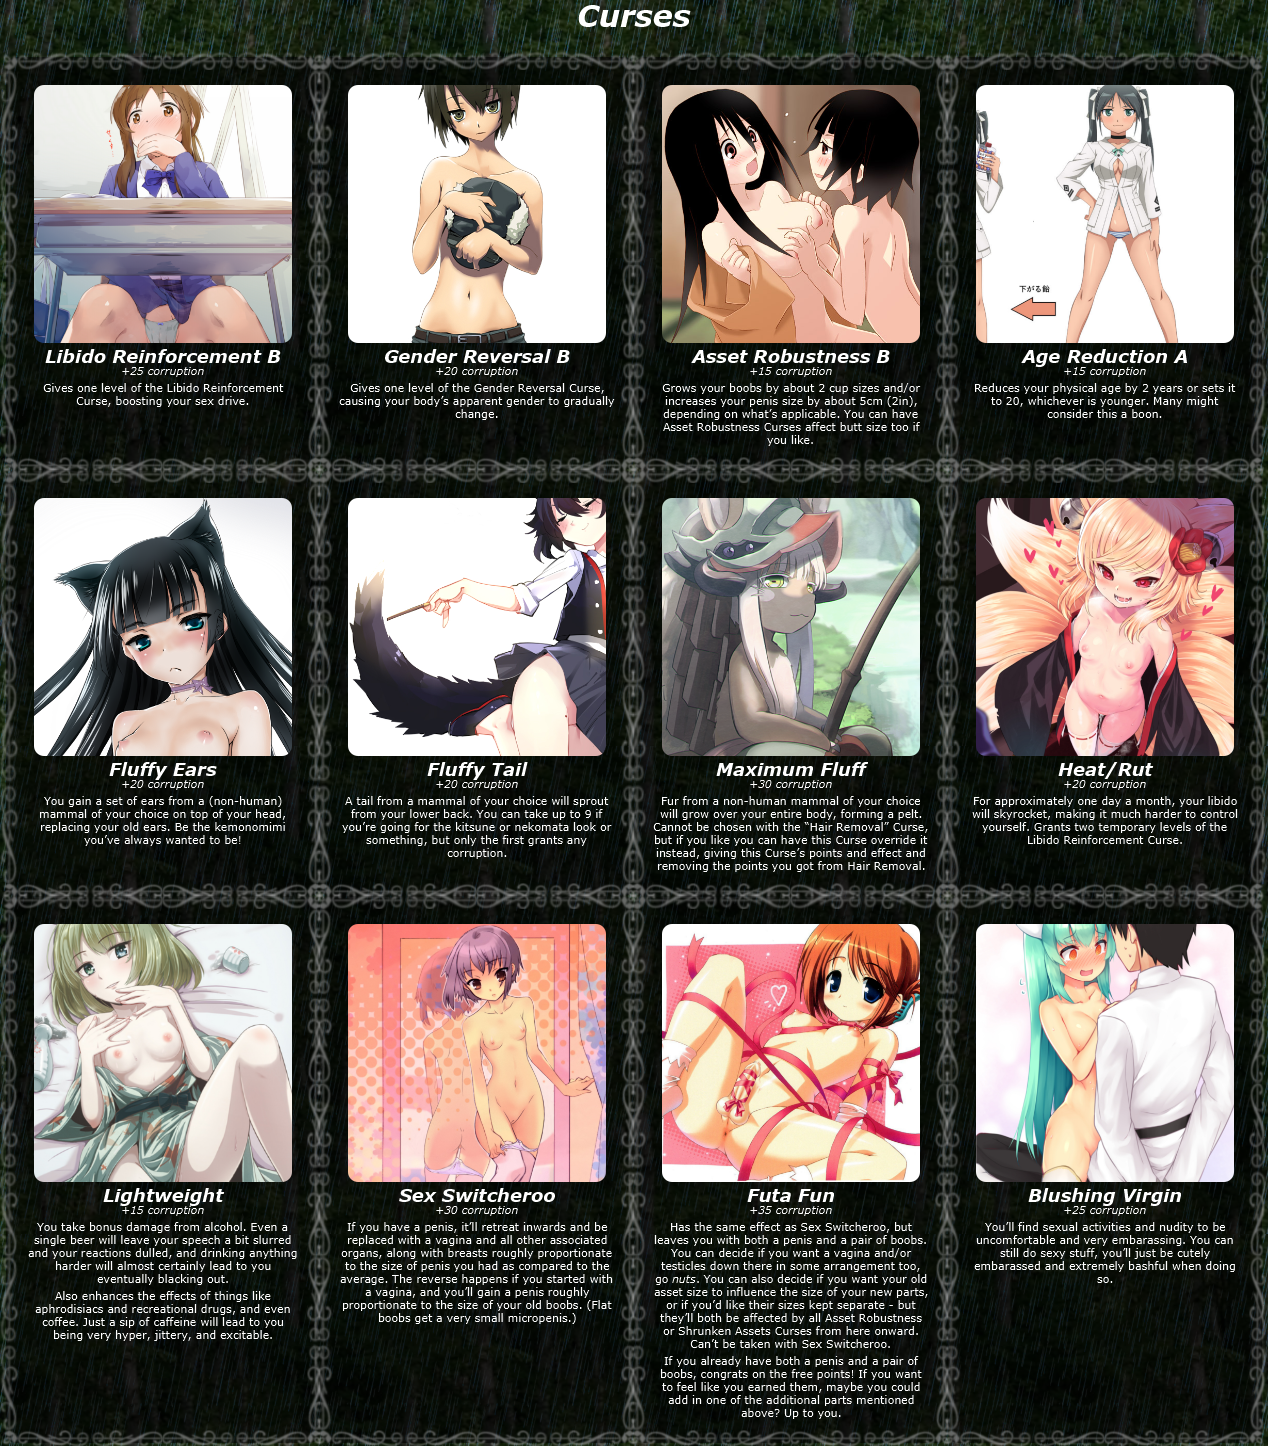 Curses
下がる飴
Libido Reinforcement B
+25 corruption
Gives one level of the Libido Reinforcement
Curse, boosting your sex drive.
Gender Reversal B
+20 corruption
Gives one level of the Gender Reversal Curse,
causing your body’s apparent gender to gradually
change.
Asset Robustness B
+15 corruption
Grows your boobs by about 2 cup sizes and/or
increases your penis size by about 5cm (2in),
depending on what’s applicable. You can have
Asset Robustness Curses affect butt size too if
you like.
Age Reduction A
+15 corruption
Reduces your physical age by 2 years or sets it
to 20, whichever is younger. Many might
consider this a boon.
Fluffy Ears
+20 corruption
You gain a set of ears from a (non-human)
mammal of your choice on top of your head,
replacing your old ears. Be the kemonomimi
you’ve always wanted to be!
Fluffy Tail
+20 corruption
A tail from a mammal of your choice will sprout
from your lower back. You can take up to 9 if
you’re going for the kitsune or nekomata look or
something, but only the first grants any
corruption.
Maximum Fluff
+30 corruption
Fur from a non-human mammal of your choice
will grow over your entire body, forming a pelt.
Cannot be chosen with the “Hair Removal” Curse,
but if you like you can have this Curse override it
instead, giving this Curse’s points and effect and
removing the points you got from Hair Removal.
Heat/Rut
+20 corruption
For approximately one day a month, your libido
will skyrocket, making it much harder to control
yourself. Grants two temporary levels of the
Libido Reinforcement Curse.
Lightweight
+15 corruption
You take bonus damage from alcohol. Even a
single beer will leave your speech a bit slurred
and your reactions dulled, and drinking anything
harder will almost certainly lead to you
eventually blacking out.
Also enhances the effects of things like
aphrodisiacs and recreational drugs, and even
coffee. Just a sip of caffeine will lead to you
being very hyper, jittery, and excitable.
Sex Switcheroo
+30 corruption
If you have a penis, it’ll retreat inwards and be
replaced with a vagina and all other associated
organs, along with breasts roughly proportionate
to the size of penis you had as compared to the
average. The reverse happens if you started with
a vagina, and you’ll gain a penis roughly
proportionate to the size of your old boobs. (Flat
boobs get a very small micropenis.)
Futa Fun
+35 corruption
Has the same effect as Sex Switcheroo, but
leaves you with both a penis and a pair of boobs.
You can decide if you want a vagina and/or
testicles down there in some arrangement too,
go nuts. You can also decide if you want your old
asset size to influence the size of your new parts,
or if you’d like their sizes kept separate - but
they’ll both be affected by all Asset Robustness
or Shrunken Assets Curses from here onward.
Can’t be taken with Sex Switcheroo.
If you already have both a penis and a pair of
boobs, congrats on the free points! If you want
to feel like you earned them, maybe you could
add in one of the additional parts mentioned
above? Up to you.
Blushing Virgin
+25 corruption
You’ll find sexual activities and nudity to be
uncomfortable and very embarassing. You can
still do sexy stuff, you’ll just be cutely
embarassed and extremely bashful when doing
so.